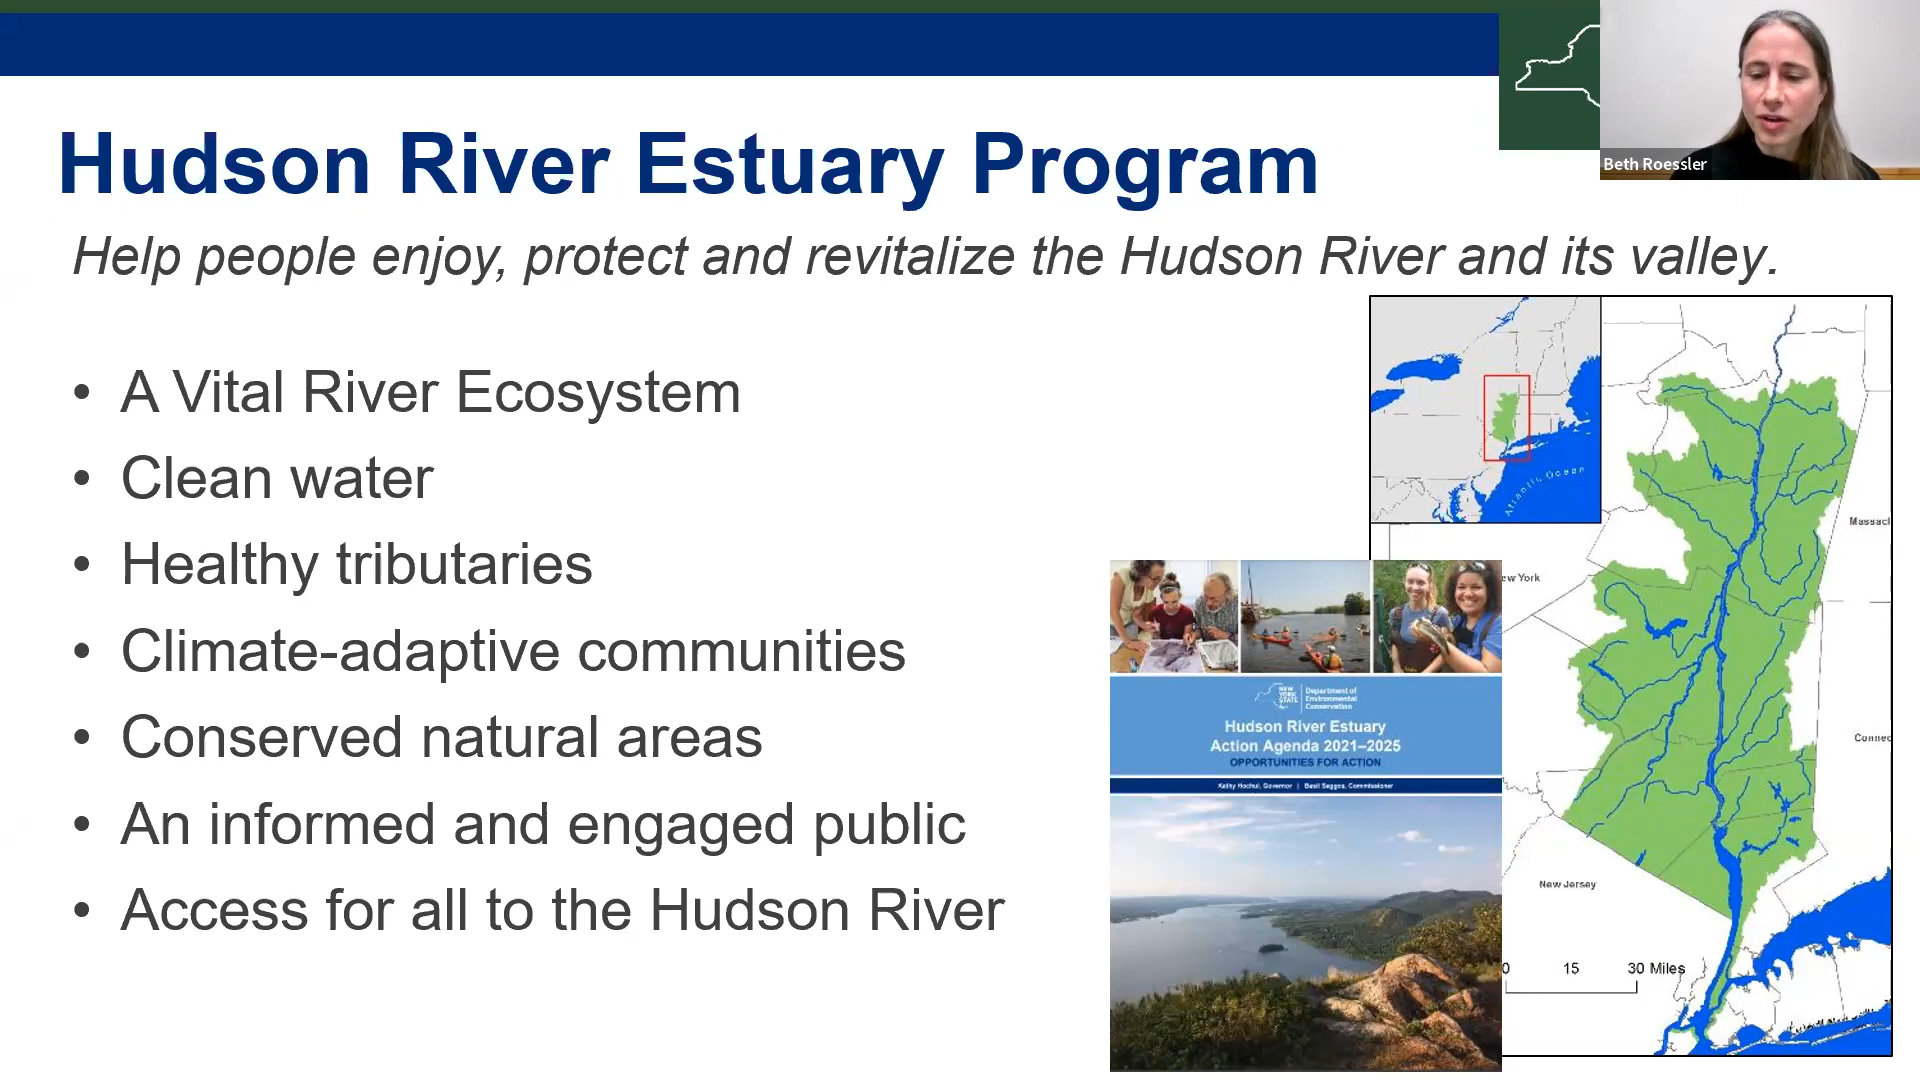 Hudson River Estuary Program
Beth Roessler
Help people enjoy, protect and revitalize the Hudson River and its valley.
• A Vital River Ecosystem
• Clean water
• Healthy tributaries
• Climate-adaptive communities
• Conserved natural areas
• An informed and engaged public
• Access for all to the Hudson River
NEW
YORK
STATE
Department of
Environmental
Conservation
Hudson River Estuary
Action Agenda 2021–2025
OPPORTUNITIES FOR ACTION
Kathy Hochul, Governor | Basil Seggos, Commissioner
Atlantic Ocean
Massacl
ew York
Connec
New Jersey
0 15 30 Miles